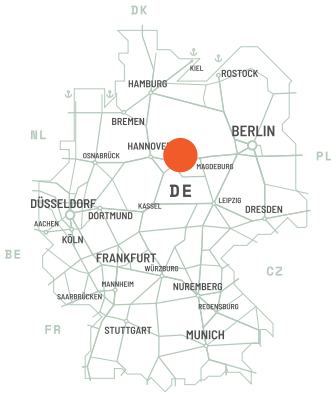 DK
KIEL
ROSTOCK
HAMBURG
BREMEN
BERLIN
NL
HANNOVER
PL
OSNABRÜCK
MAGDEBURG
DE
DÜSSELDORF
KASSEL
LEIPZIG
DORTMUND
DRESDEN
AACHEN
KÖLN
BE
FRANKFURT
WÜRZBURG
CZ
MANNHEIM
NUREMBERG
SAARBRÜCKEN
REGENSBURG
FR
STUTTGART
MUNICH